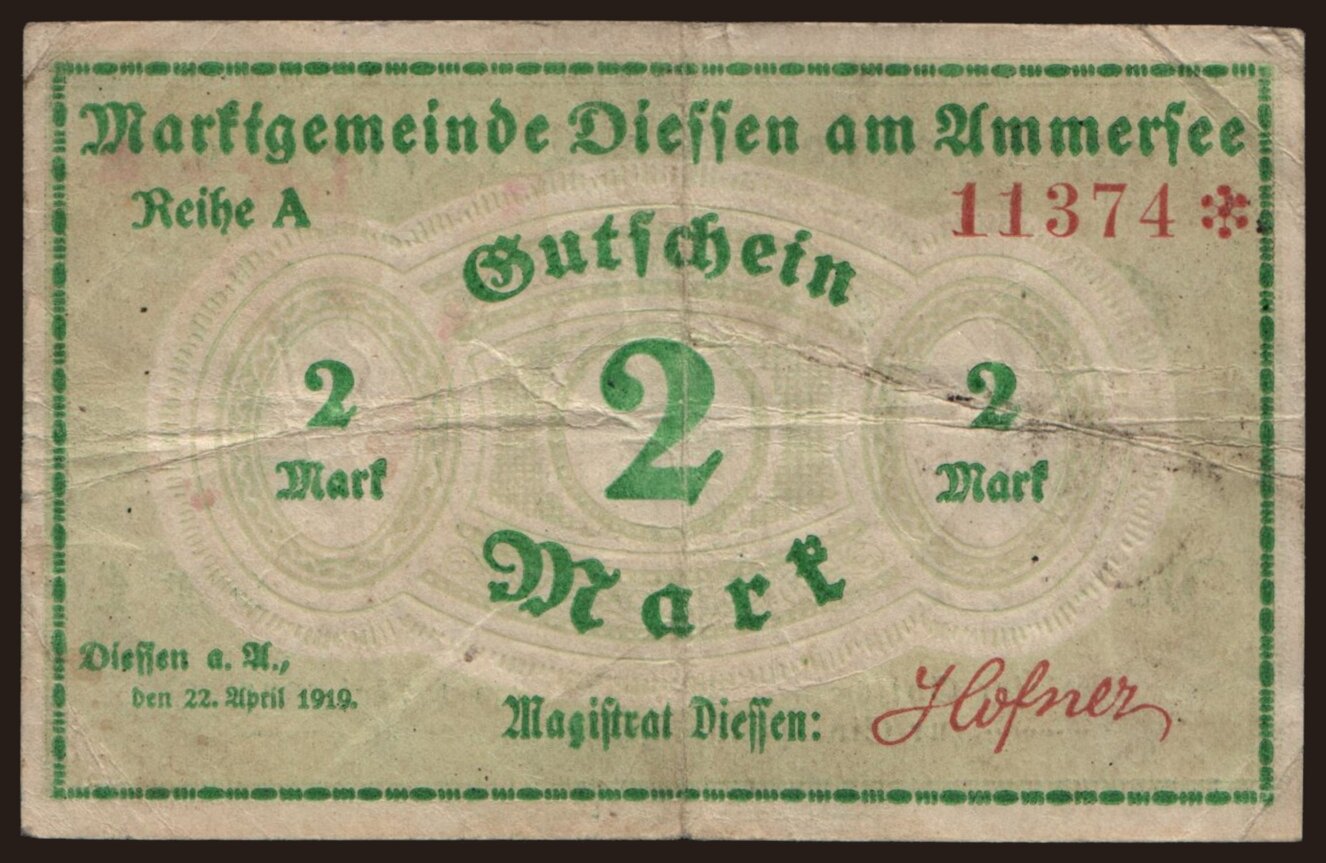 Marktgemeinde Diessen am Ammersee
Reihe A
11374 *
Gutschein
2
2
2
Mark
Mark
Mark
Diessen a. A.,
den 22. April 1919.
Magistrat Diessen:
Hofner